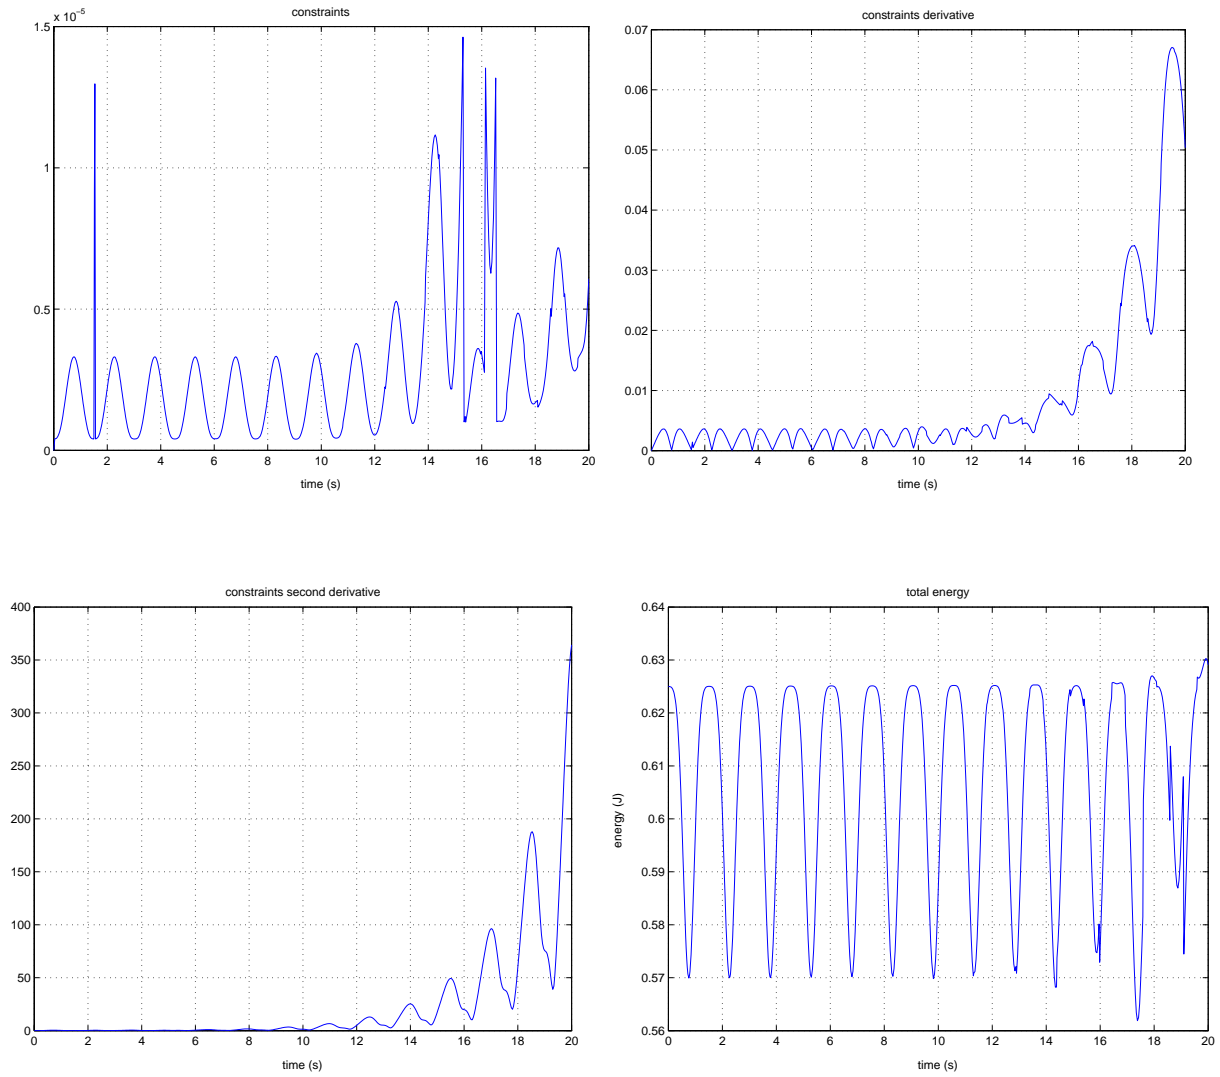 constraints
x 10⁻⁵
1.5
1
0.5
0
0 2 4 6 8 10 12 14 16 18 20
time (s)
constraints derivative
0.07
0.06
0.05
0.04
0.03
0.02
0.01
0
0 2 4 6 8 10 12 14 16 18 20
time (s)
constraints second derivative
400
350
300
250
200
150
100
50
0
0 2 4 6 8 10 12 14 16 18 20
time (s)
total energy
0.64
0.63
0.62
0.61
0.6
0.59
0.58
0.57
0.56
energy (J)
0 2 4 6 8 10 12 14 16 18 20
time (s)